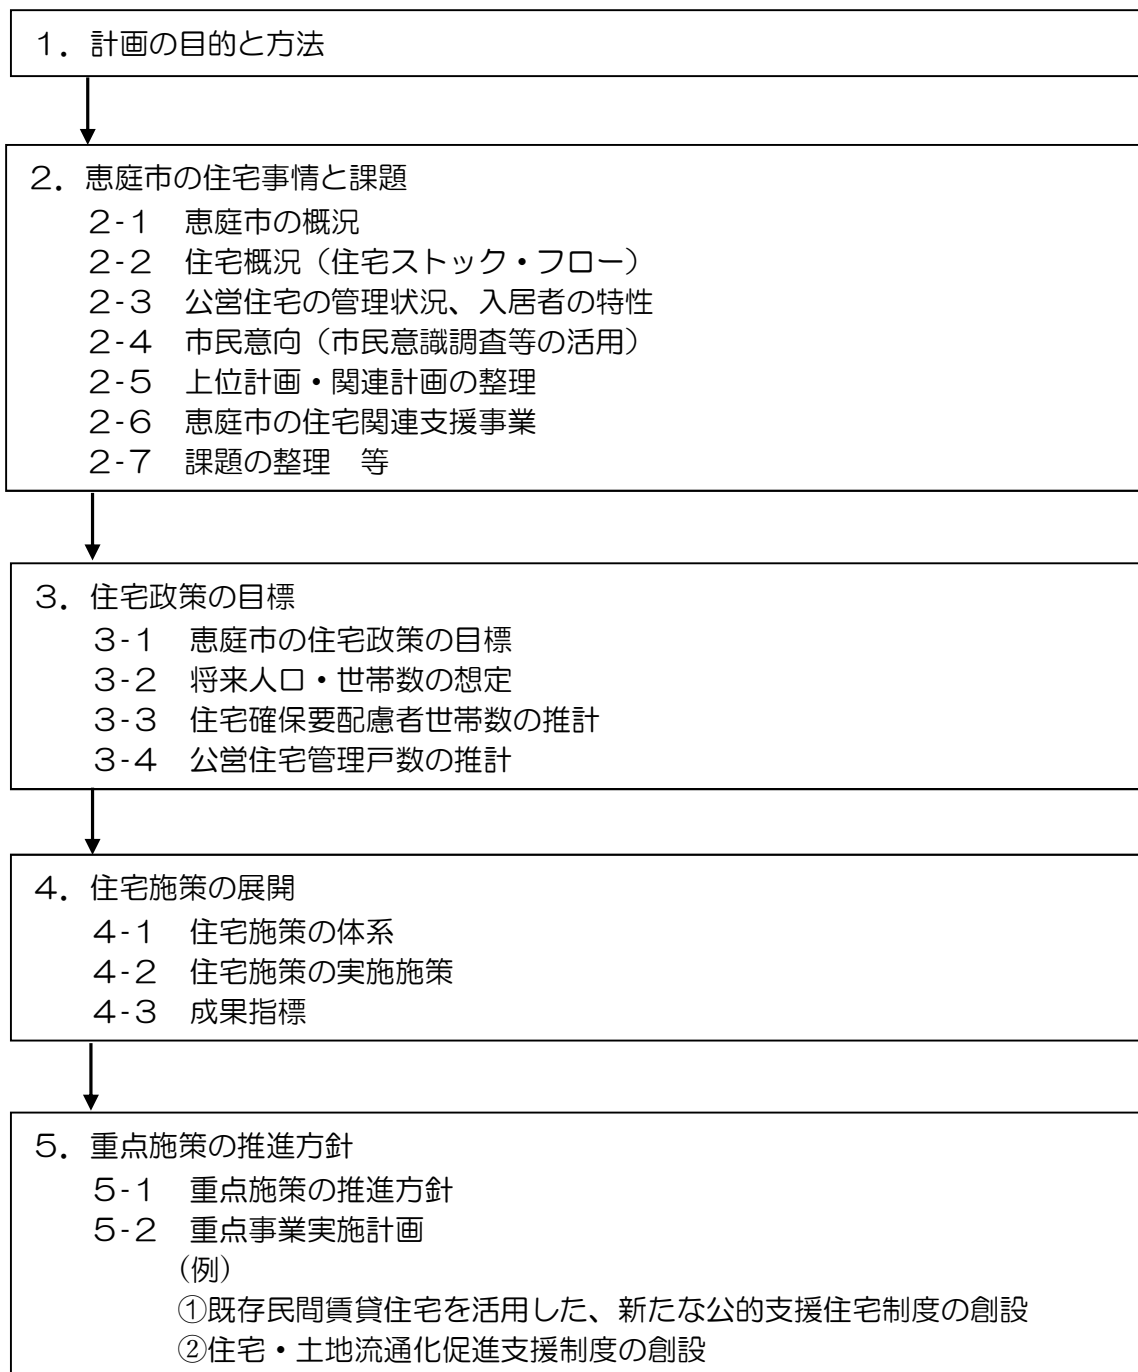 １．計画の目的と方法
２．恵庭市の住宅事情と課題
２-１　恵庭市の概況
２-２　住宅概況（住宅ストック・フロー）
２-３　公営住宅の管理状況、入居者の特性
２-４　市民意向（市民意識調査等の活用）
２-５　上位計画・関連計画の整理
２-６　恵庭市の住宅関連支援事業
２-７　課題の整理　等
３．住宅政策の目標
３-１　恵庭市の住宅政策の目標
３-２　将来人口・世帯数の想定
３-３　住宅確保要配慮者世帯数の推計
３-４　公営住宅管理戸数の推計
４．住宅施策の展開
４-１　住宅施策の体系
４-２　住宅施策の実施施策
４-３　成果指標
５．重点施策の推進方針
５-１　重点施策の推進方針
５-２　重点事業実施計画
（例）
①既存民間賃貸住宅を活用した、新たな公的支援住宅制度の創設
②住宅・土地流通化促進支援制度の創設